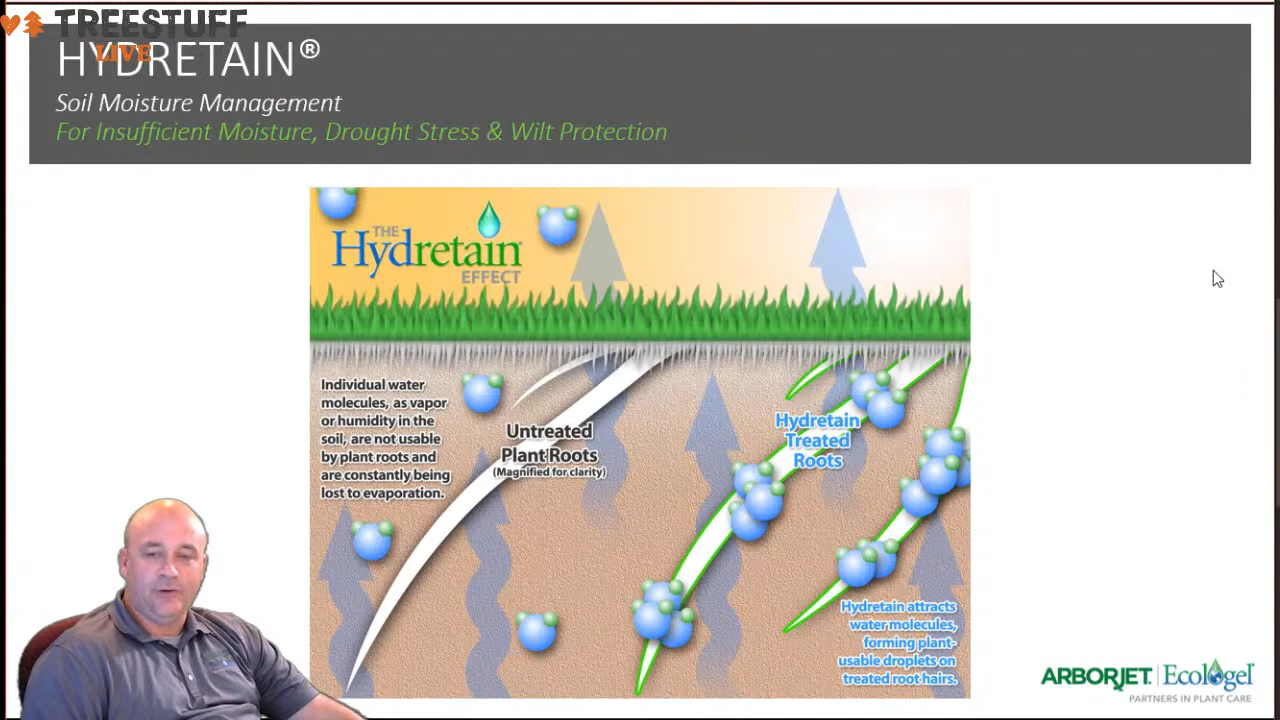 TREESTUFF
LIVE
HYDRETAIN®
Soil Moisture Management
For Insufficient Moisture, Drought Stress & Wilt Protection
THE
Hydretain
EFFECT
Individual water
molecules, as vapor
or humidity in the
soil, are not usable
by plant roots and
are constantly being
lost to evaporation.
Untreated
Plant Roots
(Magnified for clarity)
Hydretain
Treated
Roots
Hydretain attracts
water molecules,
forming plant-
usable droplets on
treated root hairs.
ARBORJET | Ecologel
PARTNERS IN PLANT CARE